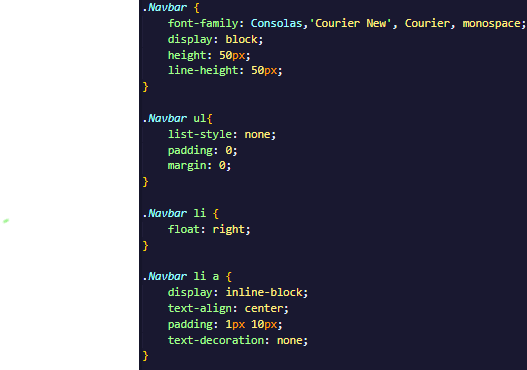 .Navbar {
    font-family: Consolas,'Courier New', Courier, monospace;
    display: block;
    height: 50px;
    line-height: 50px;
}

.Navbar ul{
    list-style: none;
    padding: 0;
    margin: 0;
}

.Navbar li {
    float: right;
}

.Navbar li a {
    display: inline-block;
    text-align: center;
    padding: 1px 10px;
    text-decoration: none;
}